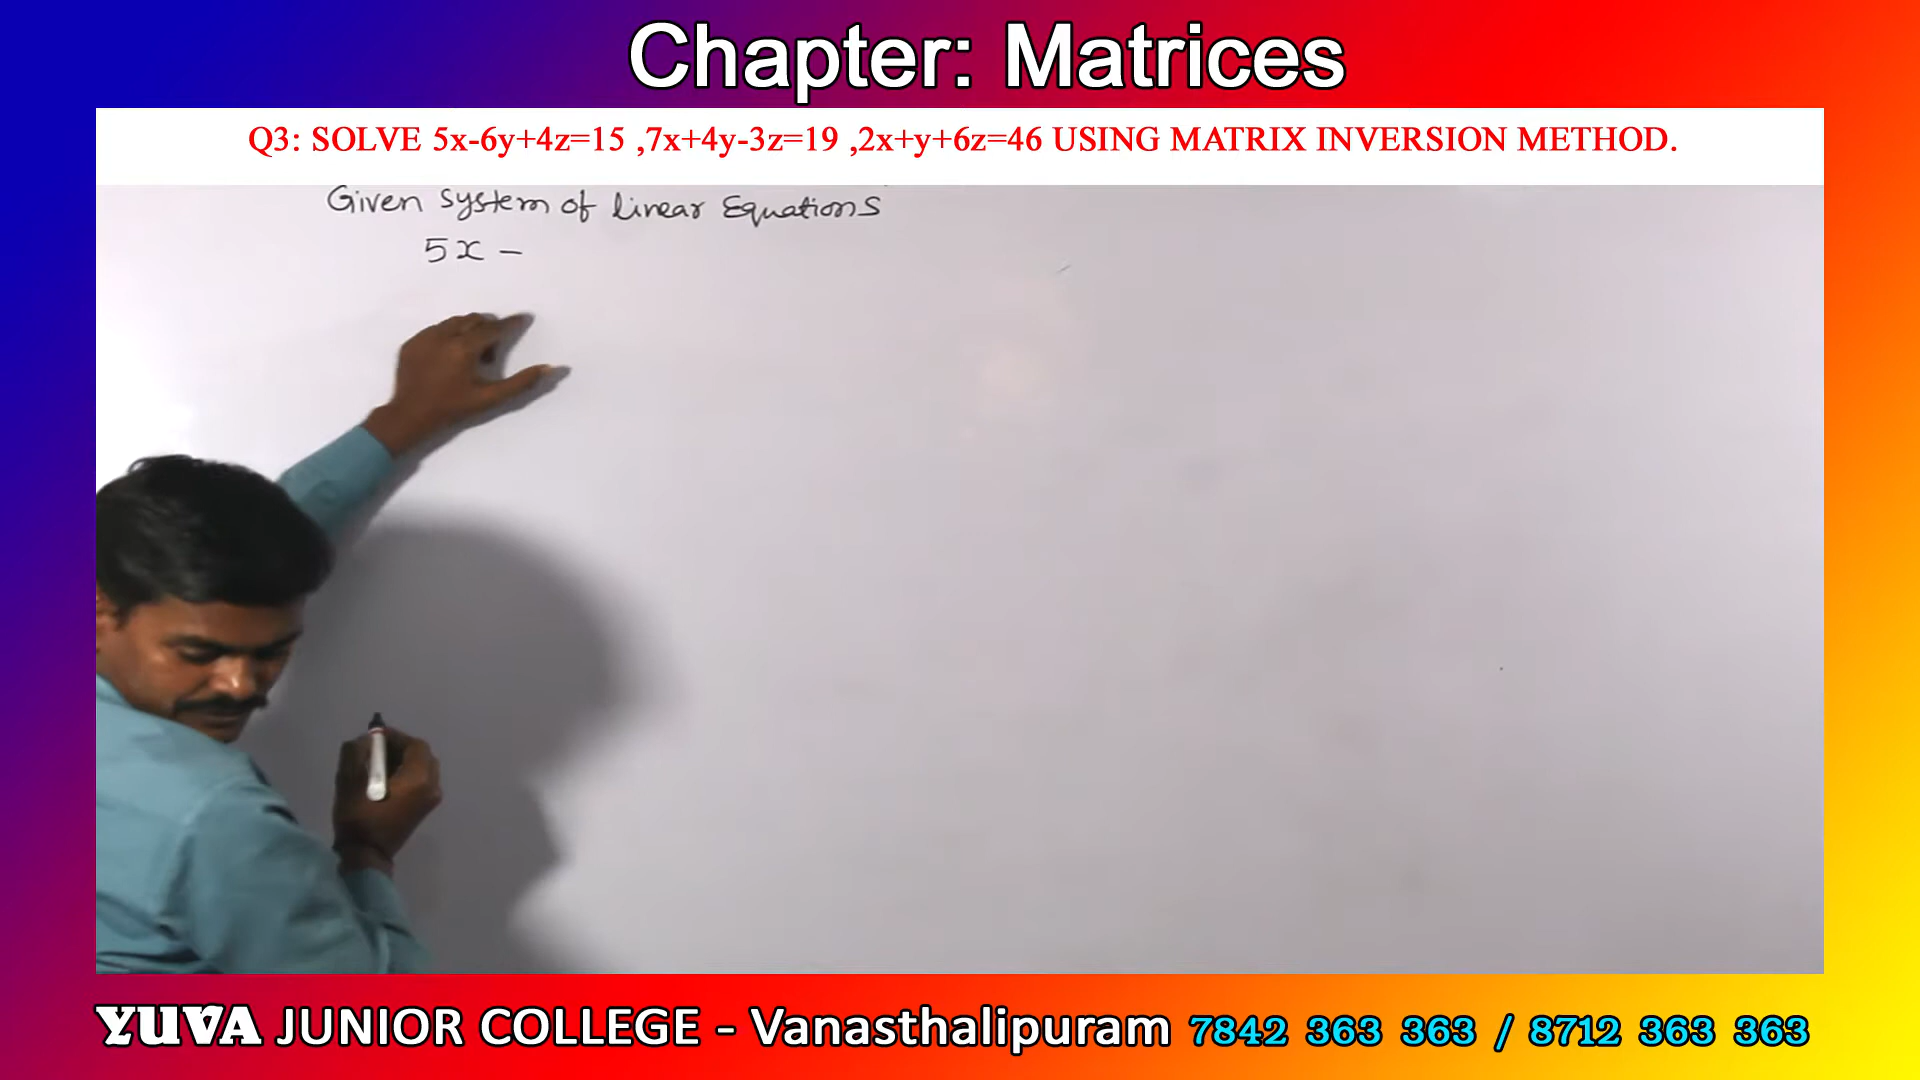 Chapter: Matrices
Q3: SOLVE 5x-6y+4z=15 ,7x+4y-3z=19 ,2x+y+6z=46 USING MATRIX INVERSION METHOD.
Given system of linear Equations
5x -
YUVA JUNIOR COLLEGE - Vanasthalipuram 7842 363 363 / 8712 363 363